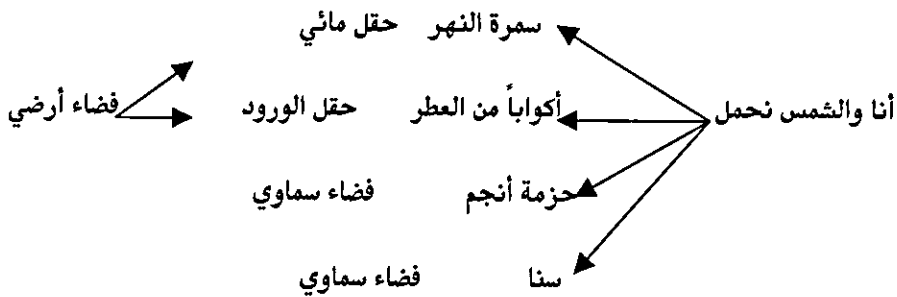 سمرة النهر حقل مائي
أنا والشمس نحمل أكواباً من العطر حقل الورود فضاء أرضي
حزمة أنجم فضاء سماوي
سنا فضاء سماوي